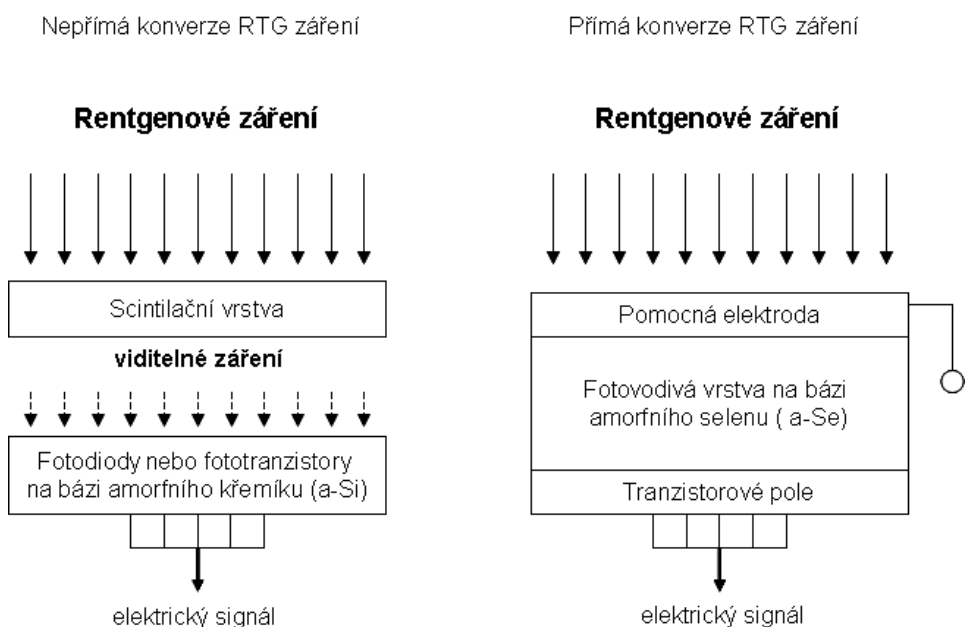 Nepřímá konverze RTG záření
Rentgenové záření
Scintilační vrstva
viditelné záření
Fotodiody nebo fototranzistory
na bázi amorfního křemíku (a-Si)
elektrický signál
Přímá konverze RTG záření
Rentgenové záření
Pomocná elektroda
Fotovodivá vrstva na bázi
amorfního selenu ( a-Se)
Tranzistorové pole
elektrický signál